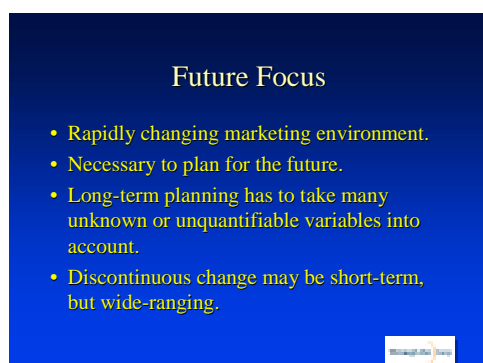 Future Focus
• Rapidly changing marketing environment.
• Necessary to plan for the future.
• Long-term planning has to take many
unknown or unquantifiable variables into
account.
• Discontinuous change may be short-term,
but wide-ranging.